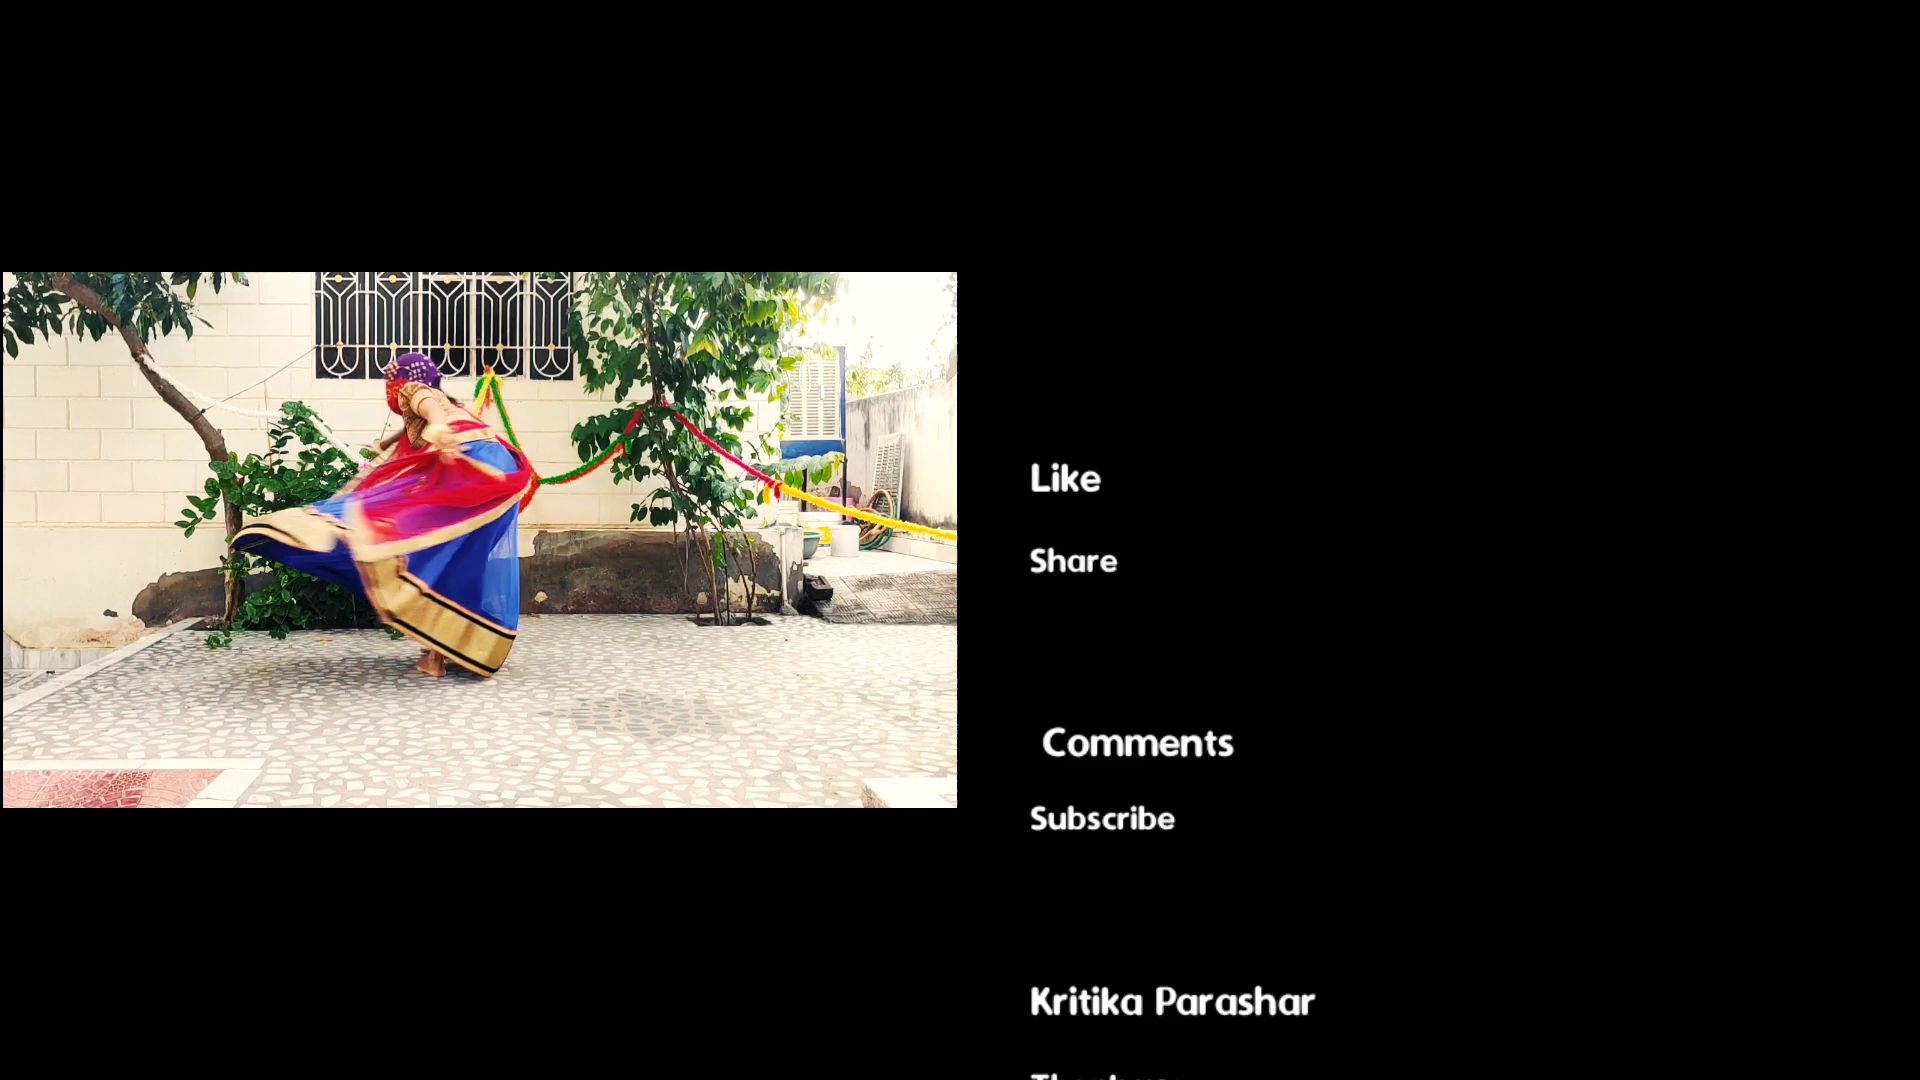 Like
Share
Comments
Subscribe
Kritika Parashar